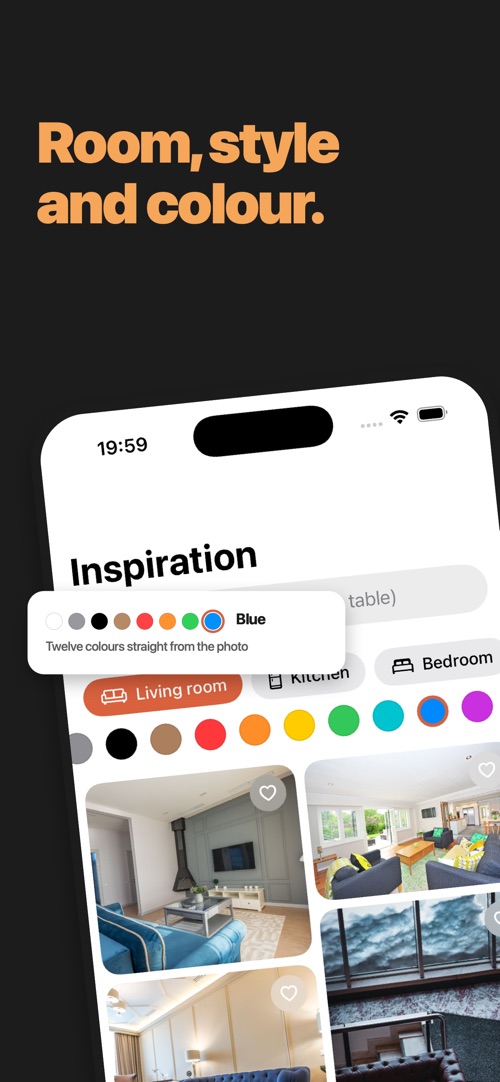 Room, style
and colour.
19:59
Inspiration
table)
Blue
Twelve colours straight from the photo
Living room
Kitchen
Bedroom